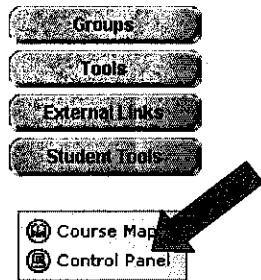 Groups
Tools
External Links
Student Tools
Course Map
Control Panel